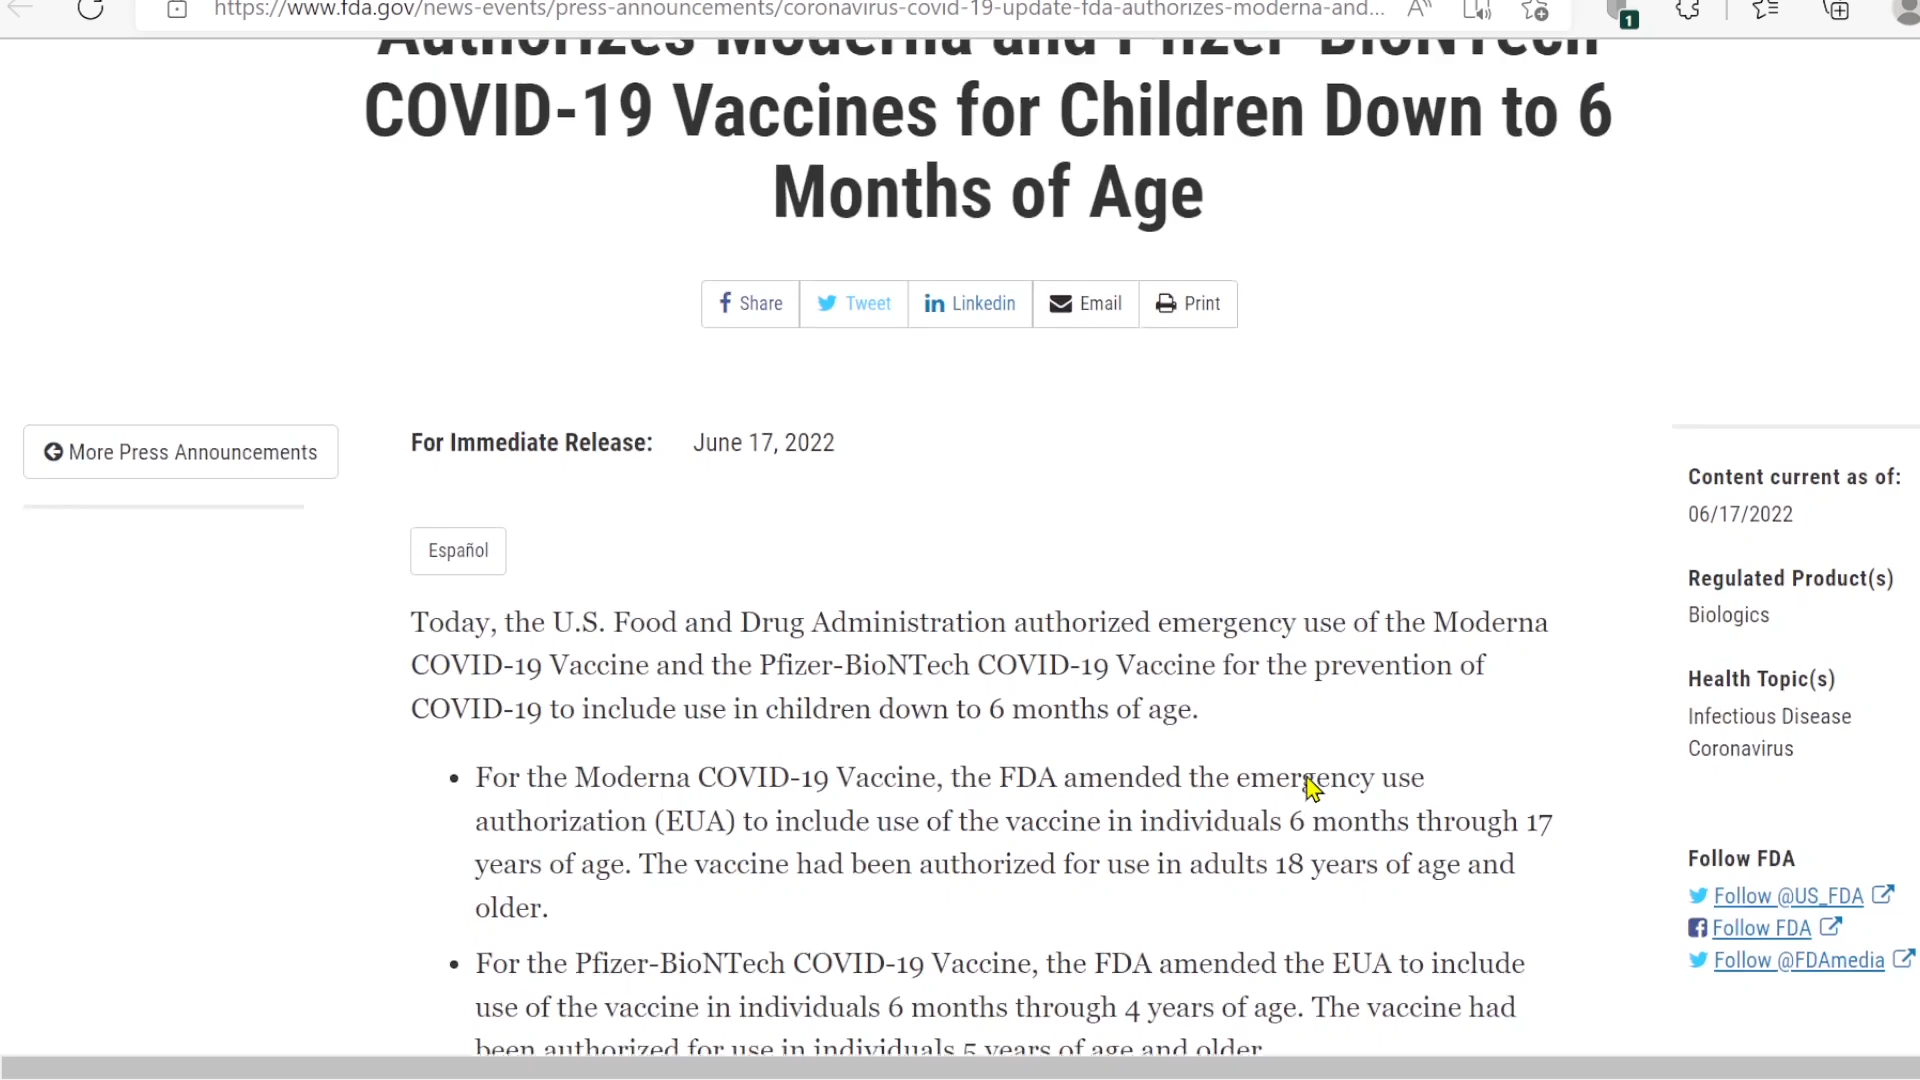 https://www.fda.gov/news-events/press-announcements/coronavirus-covid-19-update-fda-authorizes-moderna-and...
1
Authorizes Moderna and Pfizer-BioNTech
COVID-19 Vaccines for Children Down to 6
Months of Age
Share Tweet Linkedin Email Print
More Press Announcements
For Immediate Release: June 17, 2022
Español
Today, the U.S. Food and Drug Administration authorized emergency use of the Moderna
COVID-19 Vaccine and the Pfizer-BioNTech COVID-19 Vaccine for the prevention of
COVID-19 to include use in children down to 6 months of age.
• For the Moderna COVID-19 Vaccine, the FDA amended the emergency use
authorization (EUA) to include use of the vaccine in individuals 6 months through 17
years of age. The vaccine had been authorized for use in adults 18 years of age and
older.
• For the Pfizer-BioNTech COVID-19 Vaccine, the FDA amended the EUA to include
use of the vaccine in individuals 6 months through 4 years of age. The vaccine had
been authorized for use in individuals 5 years of age and older.
Content current as of:
06/17/2022
Regulated Product(s)
Biologics
Health Topic(s)
Infectious Disease
Coronavirus
Follow FDA
Follow @US_FDA
Follow FDA
Follow @FDAmedia